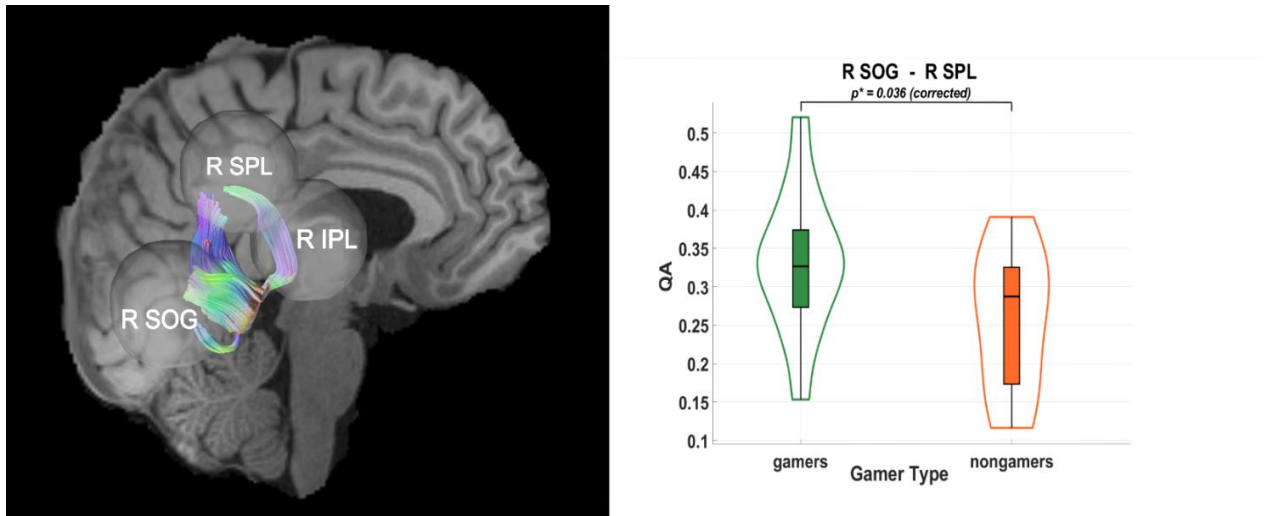 R SPL
R IPL
R SOG
R SOG - R SPL
p* = 0.036 (corrected)
0.5
0.45
0.4
0.35
0.3
0.25
0.2
0.15
0.1
QA
gamers
nongamers
Gamer Type